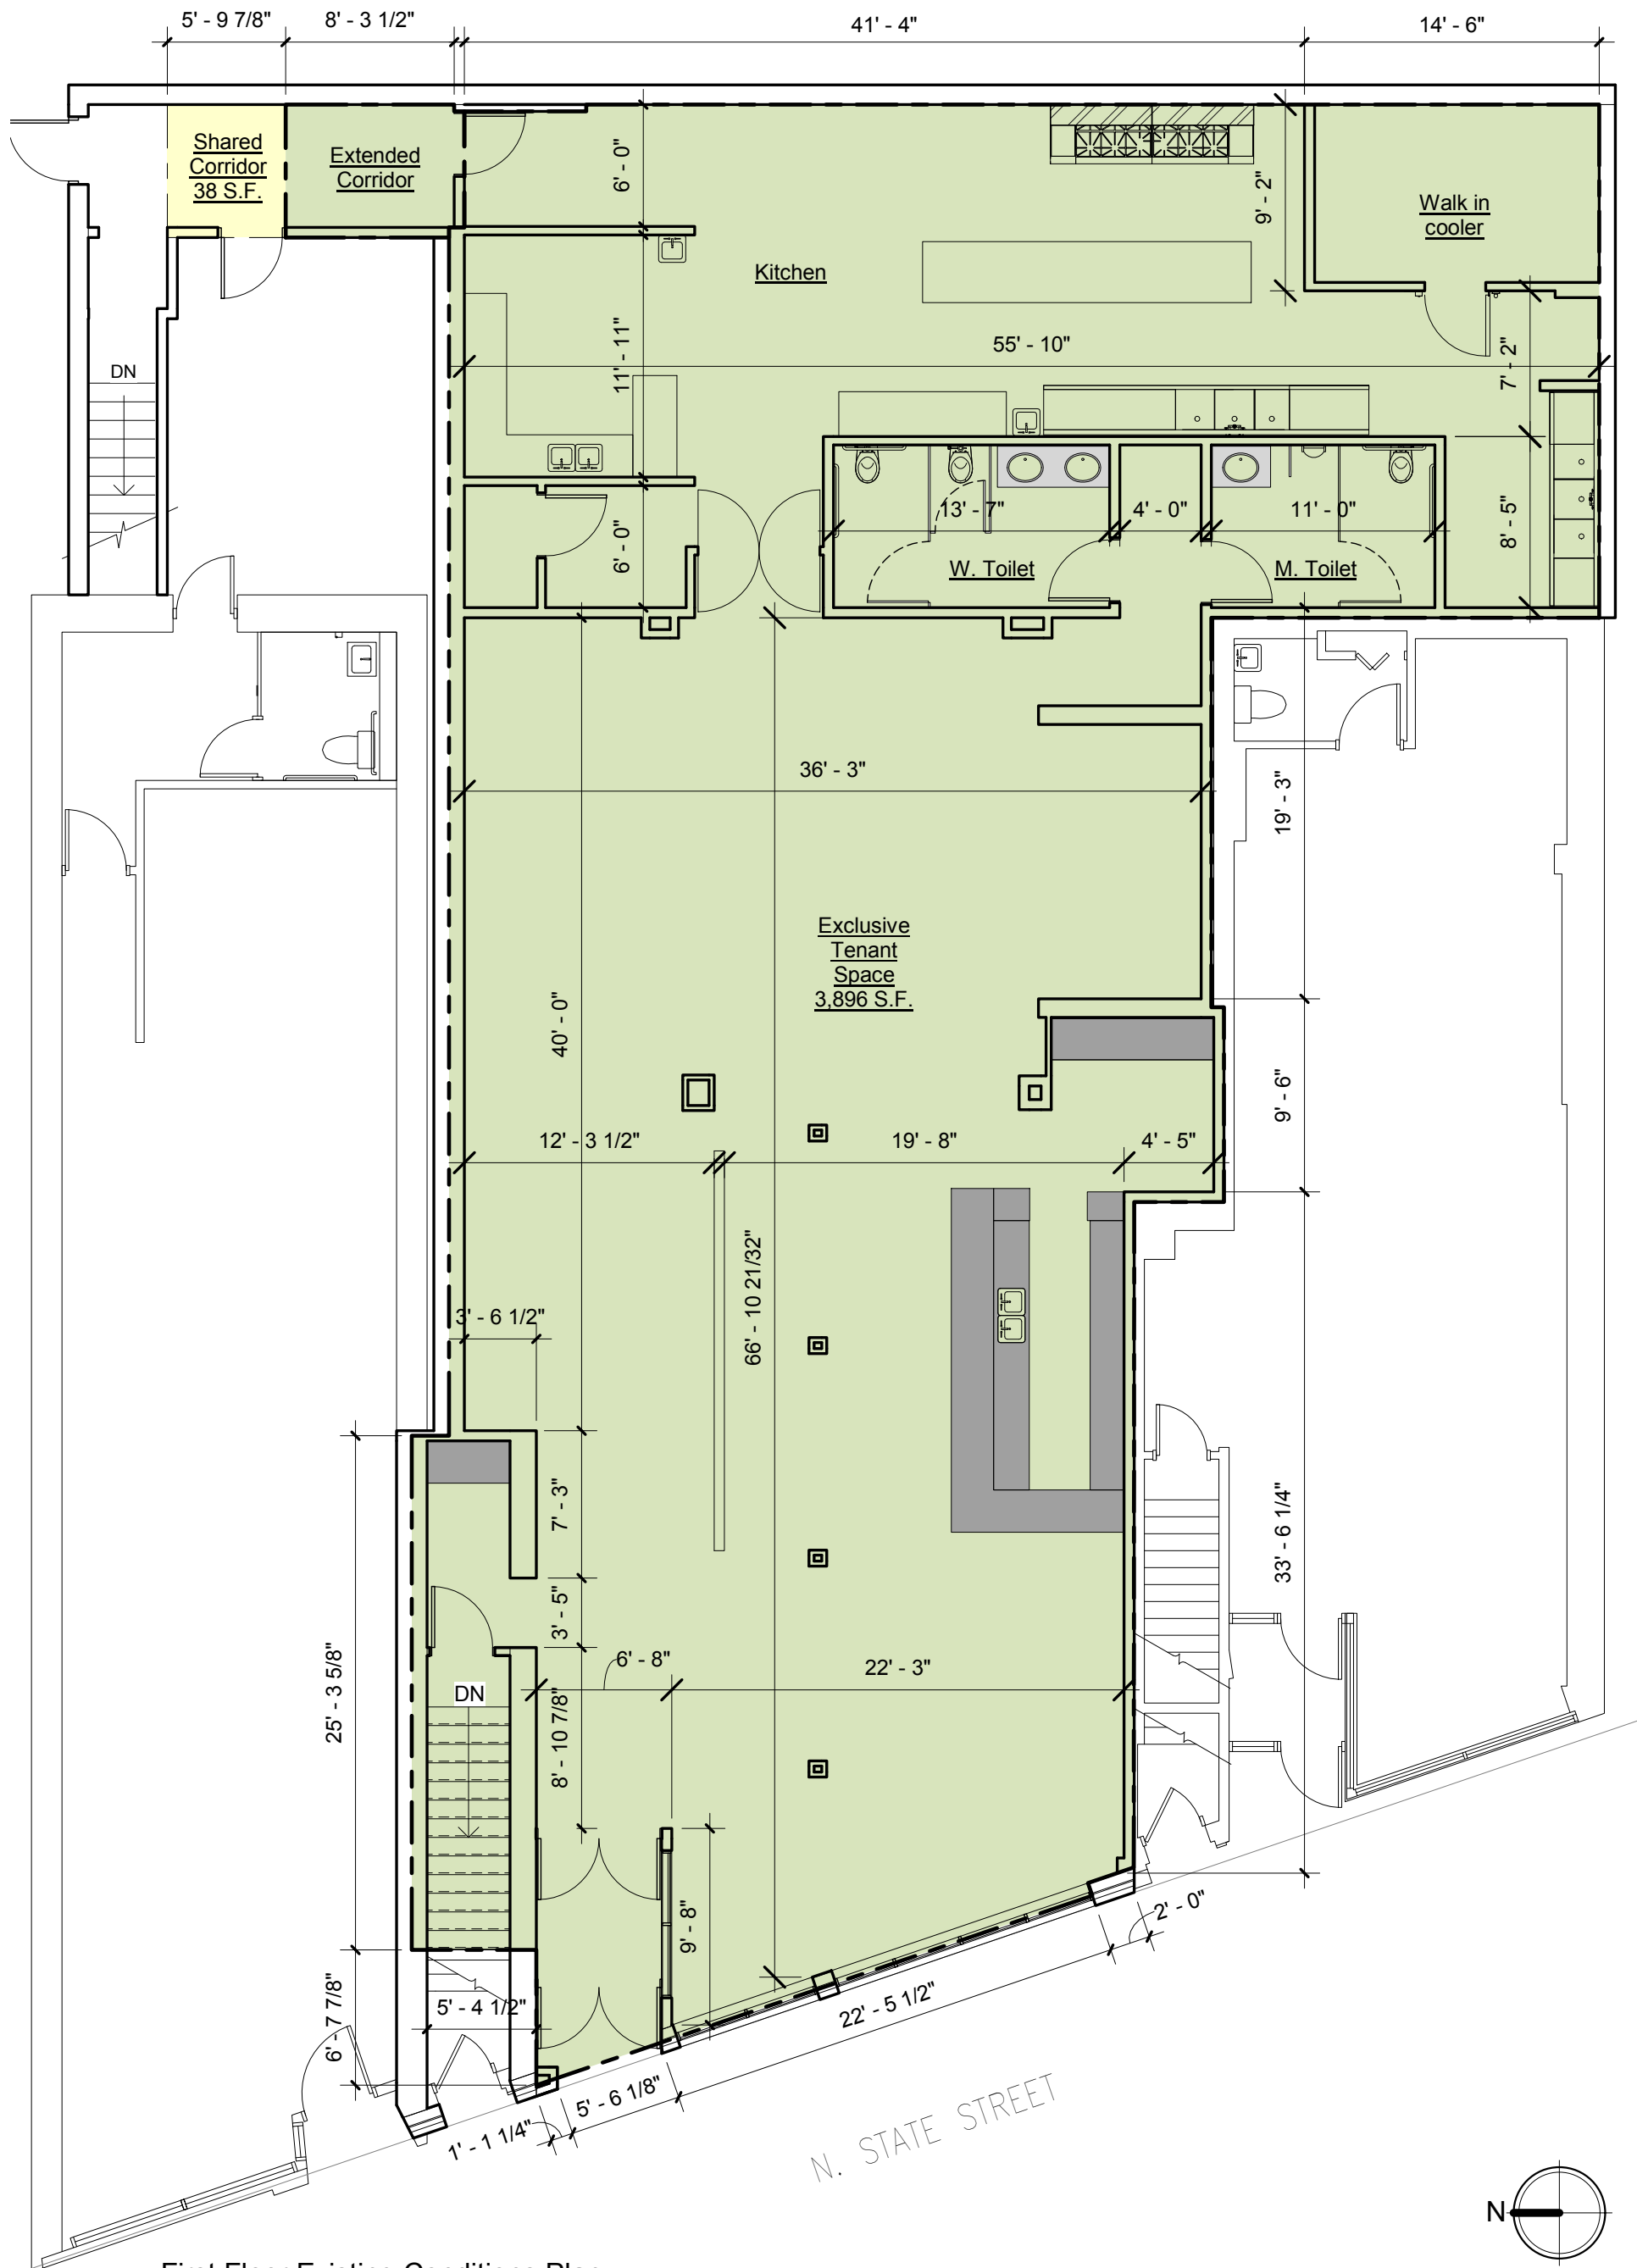 5' - 9 7/8"
8' - 3 1/2"
41' - 4"
14' - 6"
Shared
Corridor
38 S.F.
Extended
Corridor
6' - 0"
9' - 2"
Walk in
cooler
Kitchen
11' - 11"
55' - 10"
7' - 2"
DN
13' - 7"
4' - 0"
11' - 0"
8' - 5"
6' - 0"
W. Toilet
M. Toilet
36' - 3"
19' - 3"
Exclusive
Tenant
Space
3,896 S.F.
40' - 0"
9' - 6"
12' - 3 1/2"
19' - 8"
4' - 5"
66' - 10 21/32"
3' - 6 1/2"
7' - 3"
33' - 6 1/4"
3' - 5"
25' - 3 5/8"
6' - 8"
22' - 3"
DN
8' - 10 7/8"
9' - 8"
2' - 0"
6' - 7 7/8"
5' - 4 1/2"
22' - 5 1/2"
5' - 6 1/8"
1' - 1 1/4"
N. STATE STREET
N
First Floor Existing Conditions Plan